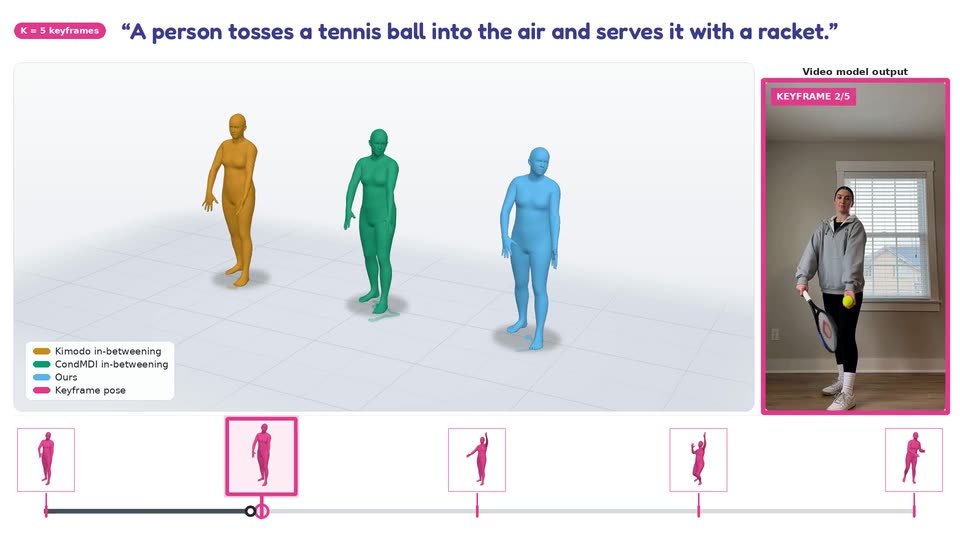 K = 5 keyframes
“A person tosses a tennis ball into the air and serves it with a racket.”
Video model output
KEYFRAME 2/5
Kimodo in-betweening
CondMDI in-betweening
Ours
Keyframe pose